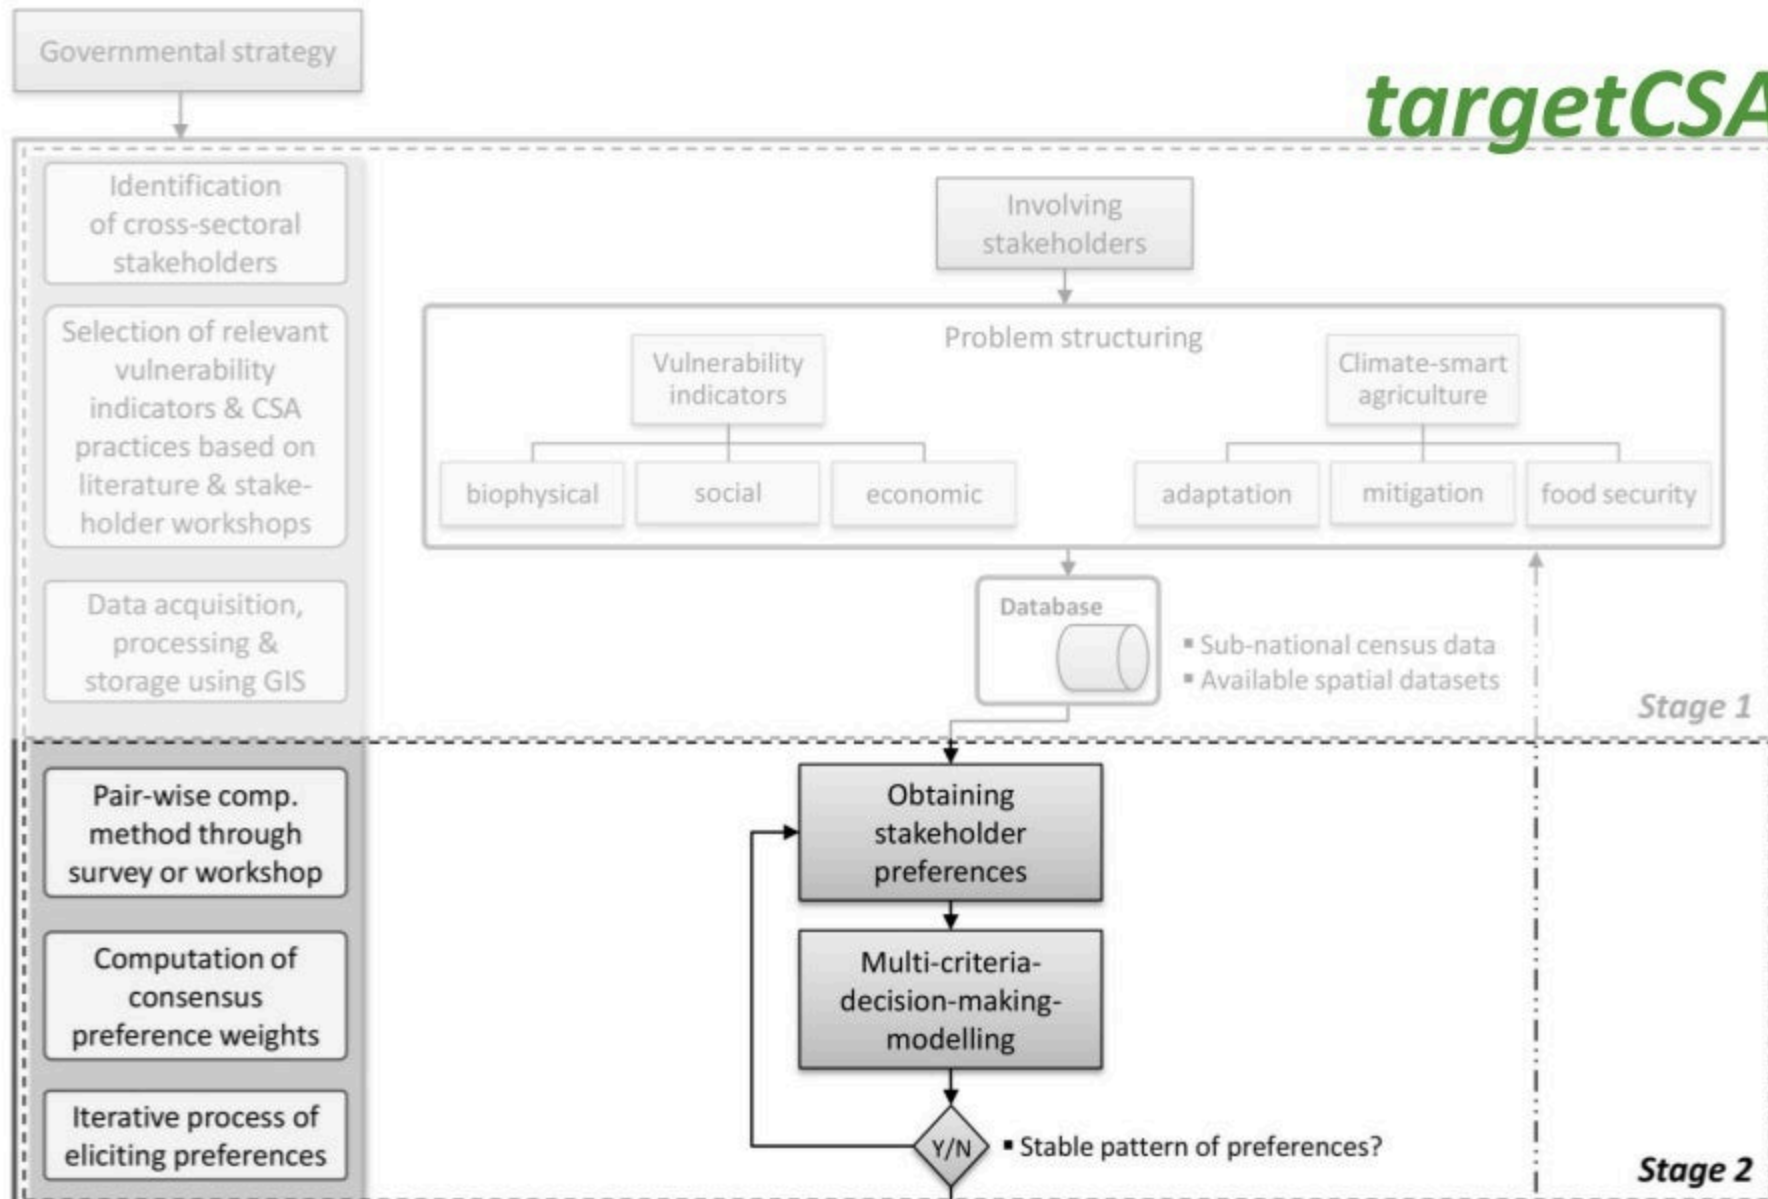 Governmental strategy
targetCSA
Identification
of cross-sectoral
stakeholders
Involving
stakeholders
Selection of relevant
vulnerability
indicators & CSA
practices based on
literature & stake-
holder workshops
Problem structuring
Vulnerability
indicators
Climate-smart
agriculture
biophysical
social
economic
adaptation
mitigation
food security
Data acquisition,
processing &
storage using GIS
Database
▪ Sub-national census data
▪ Available spatial datasets
Stage 1
Pair-wise comp.
method through
survey or workshop
Obtaining
stakeholder
preferences
Computation of
consensus
preference weights
Multi-criteria-
decision-making-
modelling
Iterative process of
eliciting preferences
Y/N
▪ Stable pattern of preferences?
Stage 2